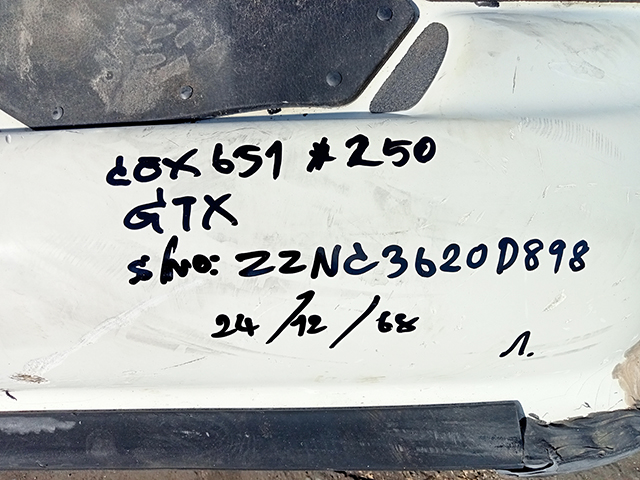 COX 651 # 250
GTX
S/No: ZZNC3620D898
24/12/68
1.